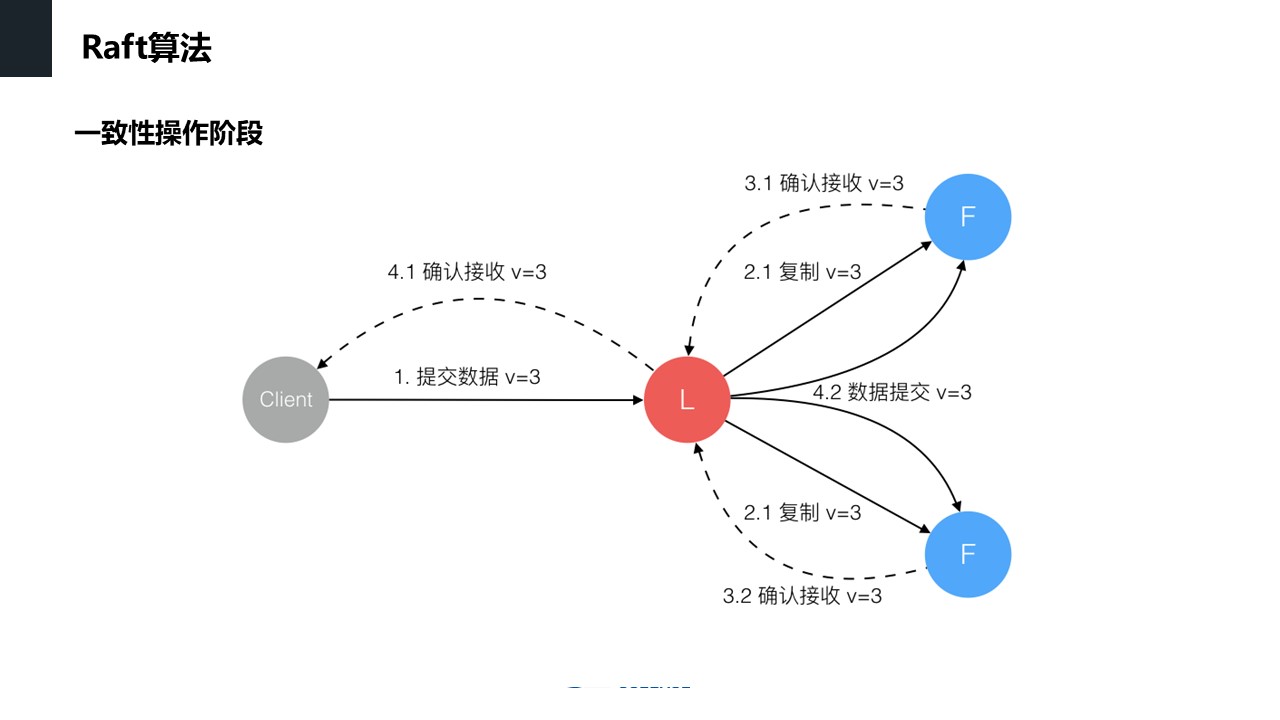 Raft算法
一致性操作阶段
3.1 确认接收 v=3
F
4.1 确认接收 v=3
2.1 复制 v=3
1. 提交数据 v=3
Client
L
4.2 数据提交 v=3
2.1 复制 v=3
F
3.2 确认接收 v=3